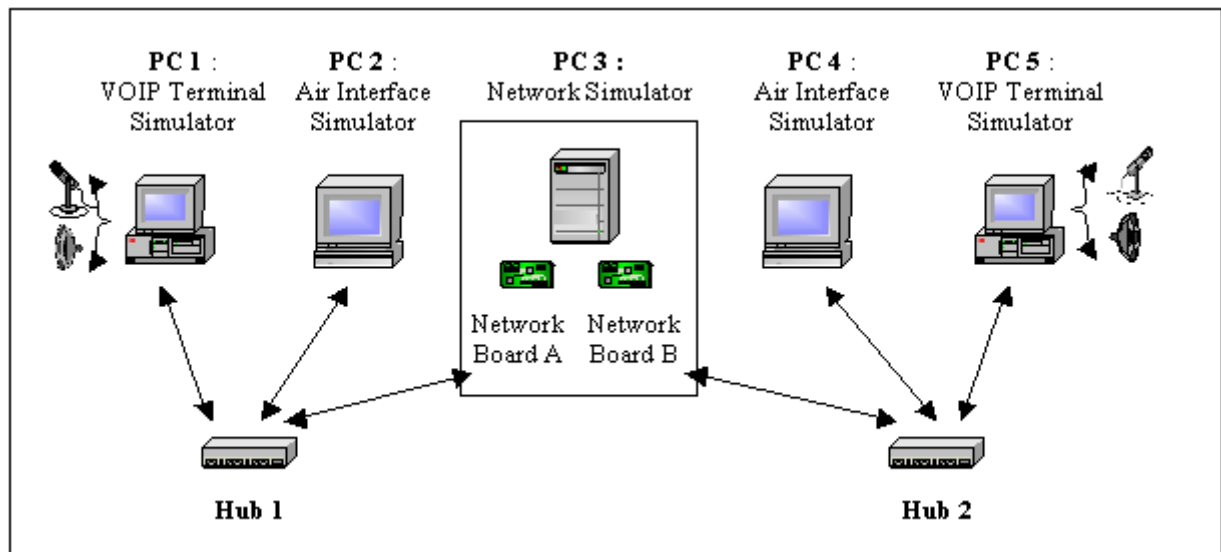 PC 1 :
VOIP Terminal
Simulator
PC 2 :
Air Interface
Simulator
PC 3 :
Network Simulator
Network
Board A
Network
Board B
PC 4 :
Air Interface
Simulator
PC 5 :
VOIP Terminal
Simulator
Hub 1
Hub 2